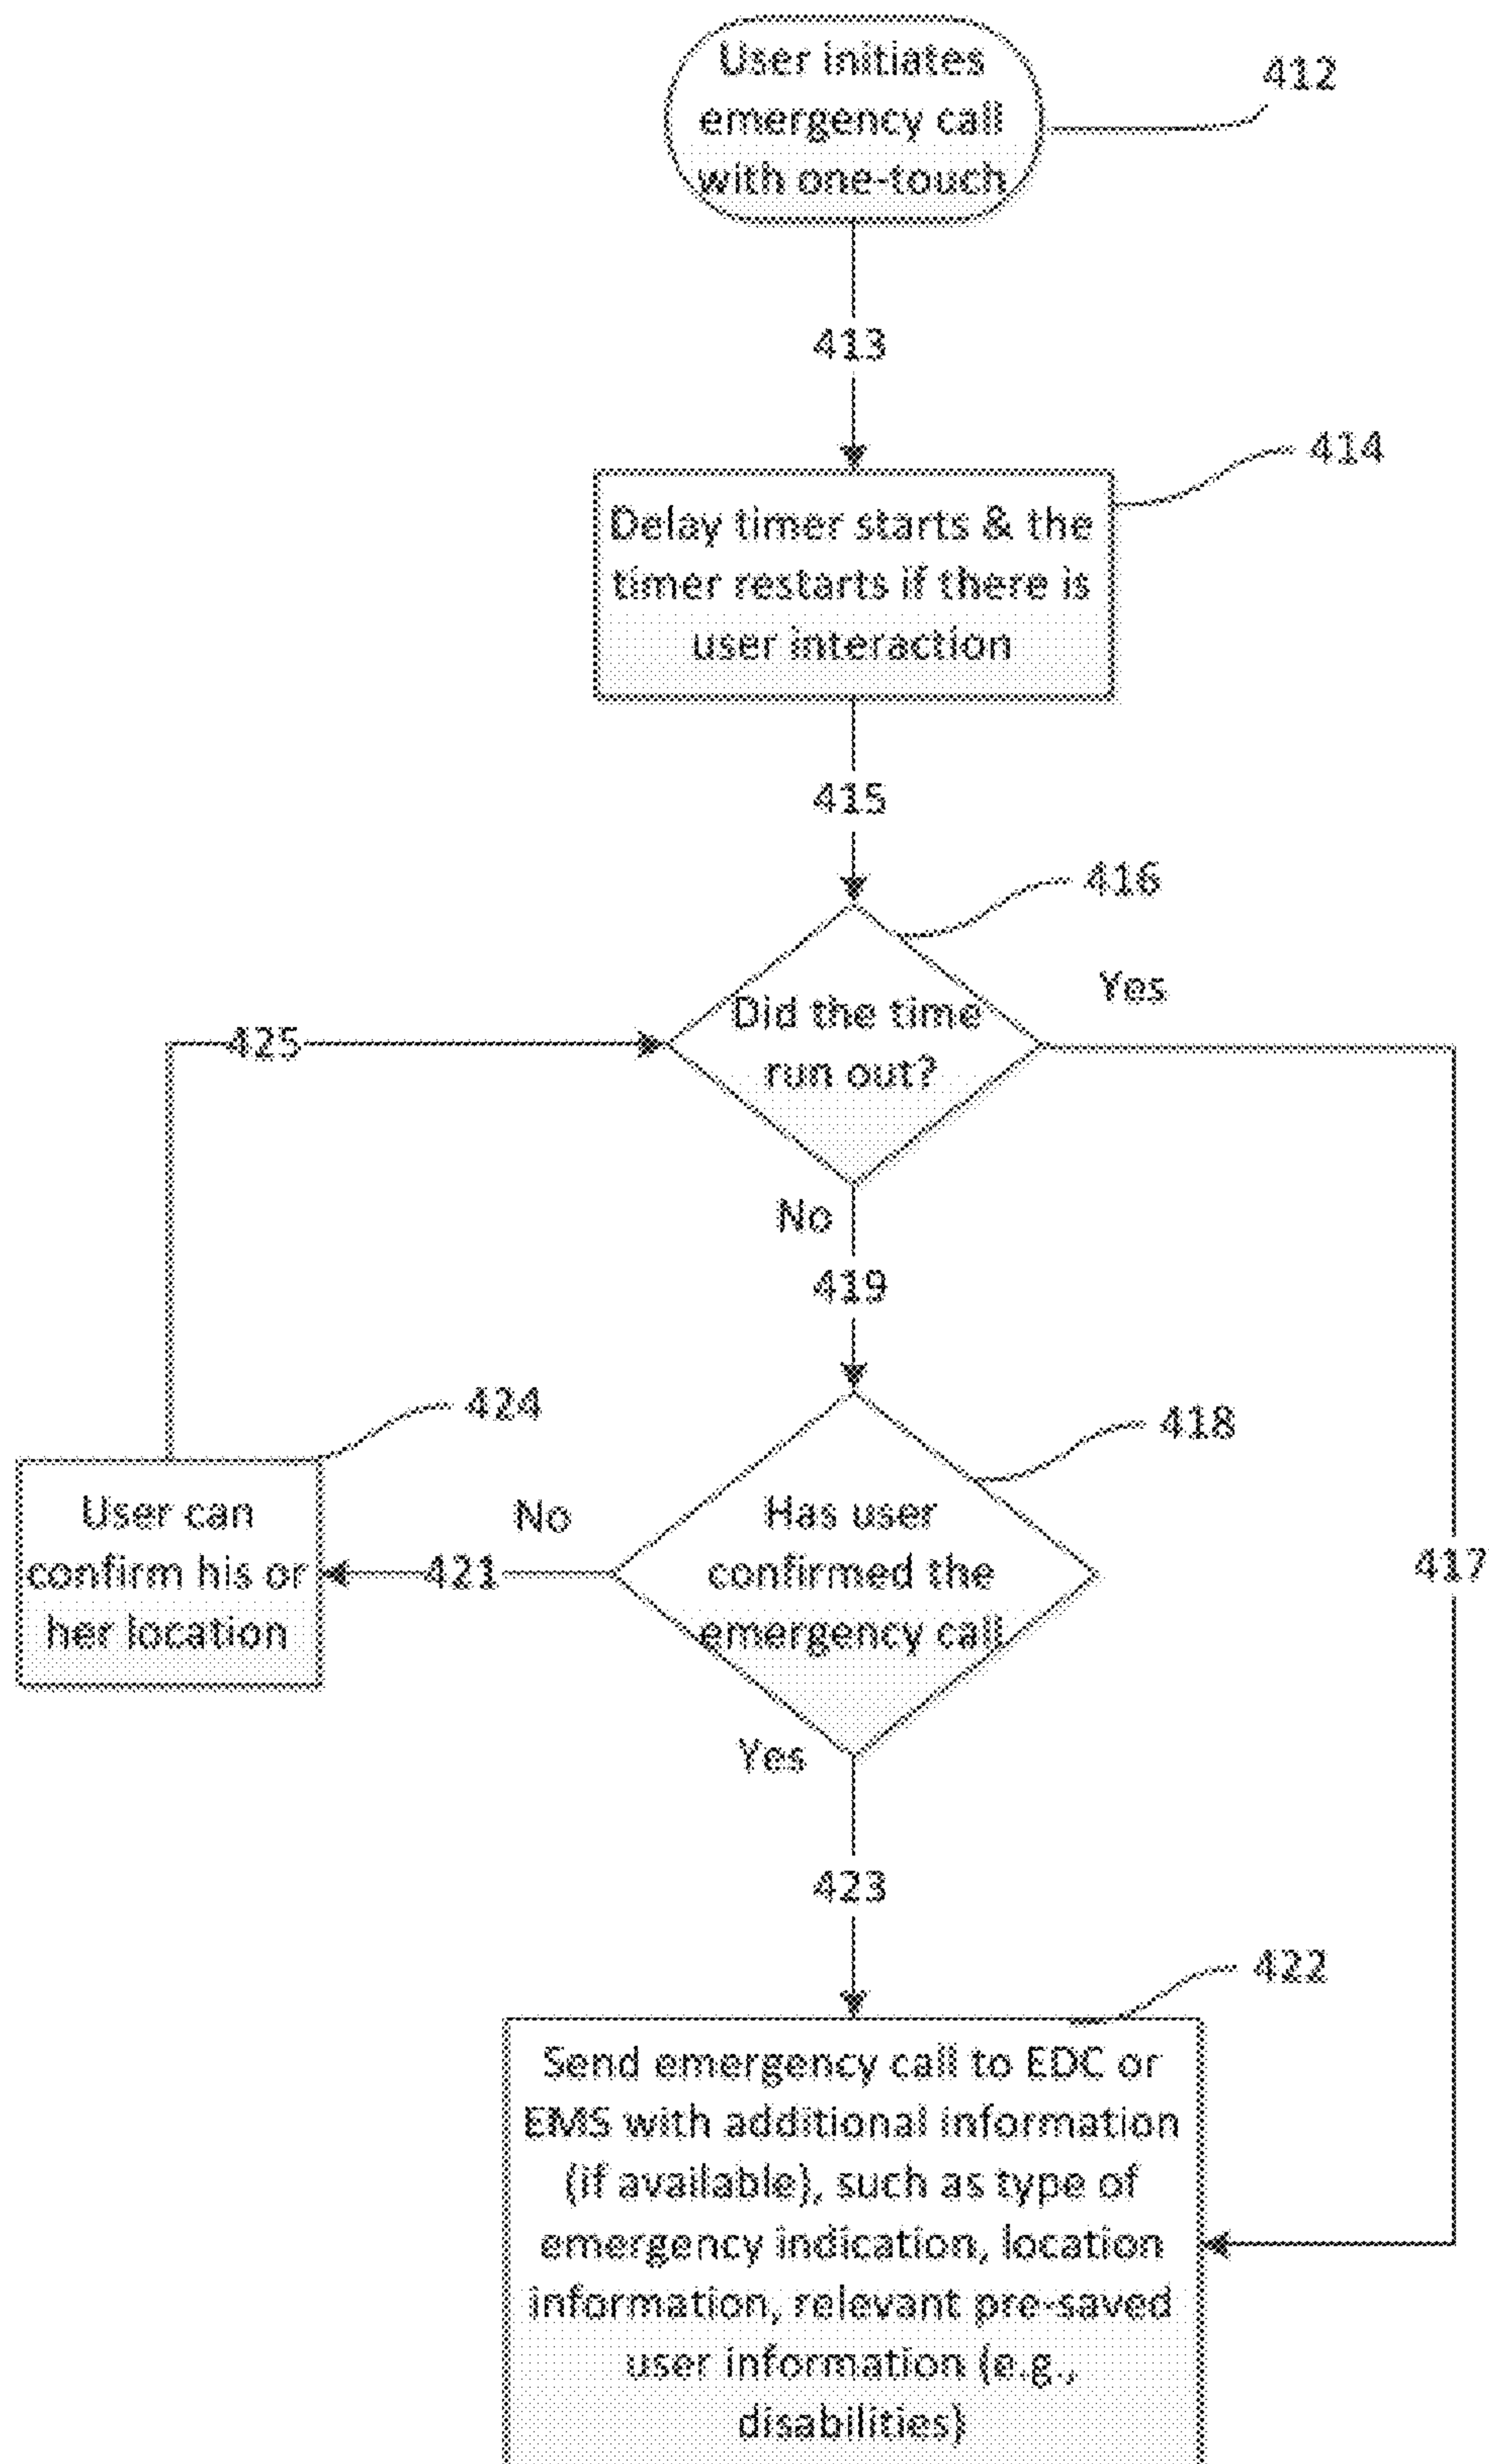 User initiates
emergency call
with one-touch
412
413
414
Delay timer starts & the
timer restarts if there is
user interaction
415
416
Yes
Did the time
run out?
425
No
419
424
418
User can
confirm his or
her location
No
421
Has user
confirmed the
emergency call
417
Yes
423
422
Send emergency call to EDC or
EMS with additional information
(if available), such as type of
emergency indication, location
information, relevant pre-saved
user information (e.g.,
disabilities)